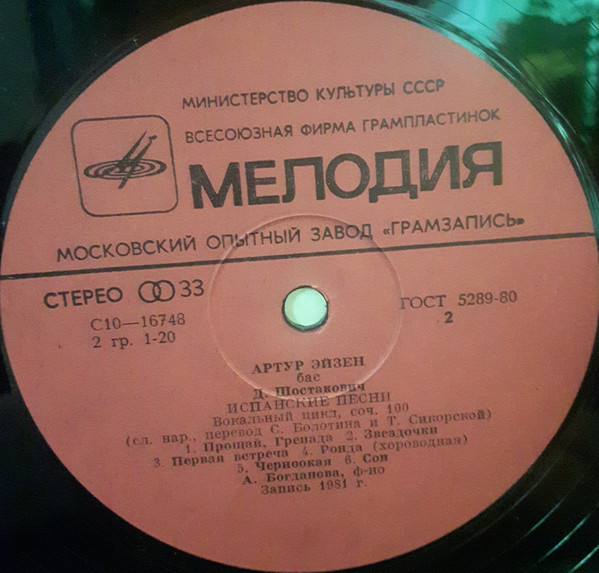 МИНИСТЕРСТВО КУЛЬТУРЫ СССР
ВСЕСОЮЗНАЯ ФИРМА ГРАМПЛАСТИНОК
МЕЛОДИЯ
МОСКОВСКИЙ ОПЫТНЫЙ ЗАВОД «ГРАМЗАПИСЬ»
СТЕРЕО 33
ГОСТ 5289-80
С10—16748
2
2 гр. 1-20
АРТУР ЭЙЗЕН
бас
Д. Шостакович
ИСПАНСКИЕ ПЕСНИ
Вокальный цикл, соч. 100
(сл. нар., перевод С. Болотина и Т. Сикорской)
1. Прощай, Гренада 2. Звездочки
3. Первая встреча 4. Ронда (хороводная)
5. Черноокая 6. Сон
А. Богданова, ф-но
Запись 1981 г.